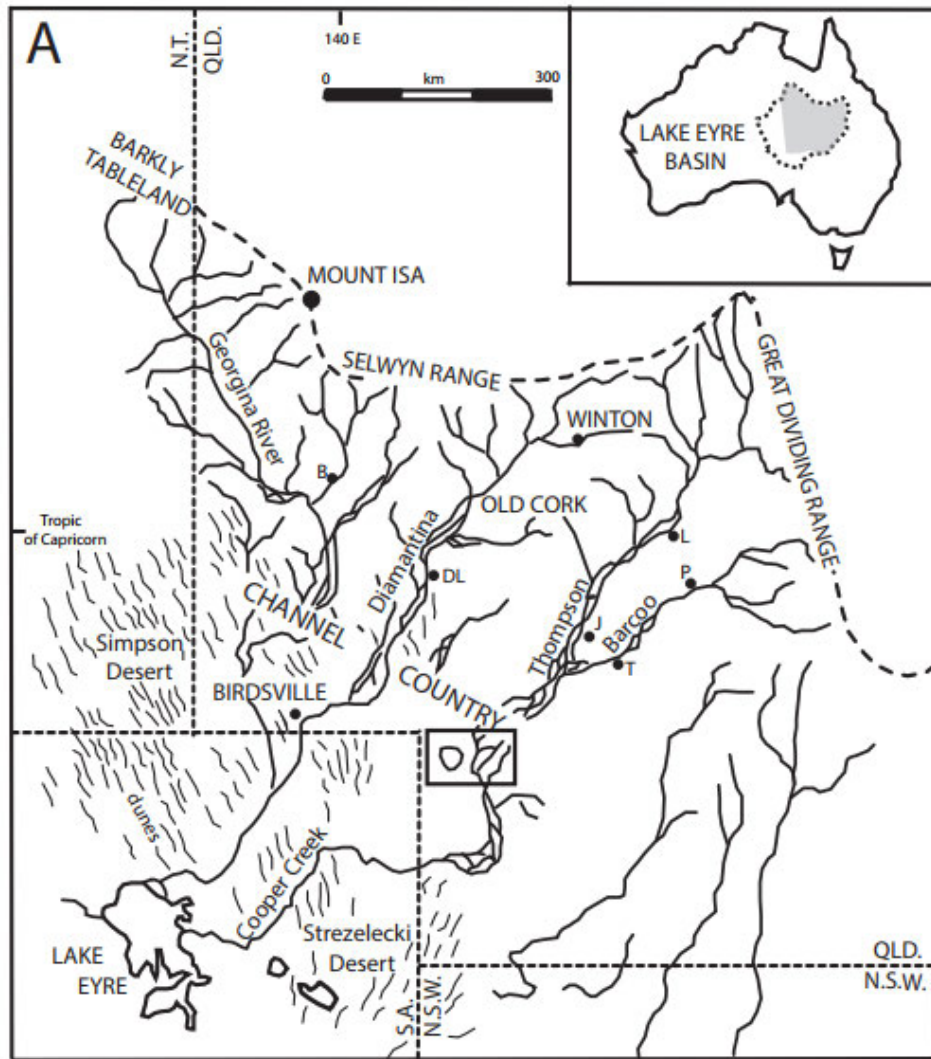 A
N.T.
QLD.
140 E
0
km
300
LAKE EYRE
BASIN
BARKLY
TABLELAND
MOUNT ISA
SELWYN RANGE
GREAT DIVIDING RANGE
Georgina River
WINTON
B
OLD CORK
Tropic
of Capricorn
Diamantina
DL
L
P
CHANNEL
Thompson
J
Barcoo
T
Simpson
Desert
BIRDSVILLE
COUNTRY
dunes
Cooper Creek
Strezelecki
Desert
LAKE
EYRE
S.A.
N.S.W.
QLD.
N.S.W.